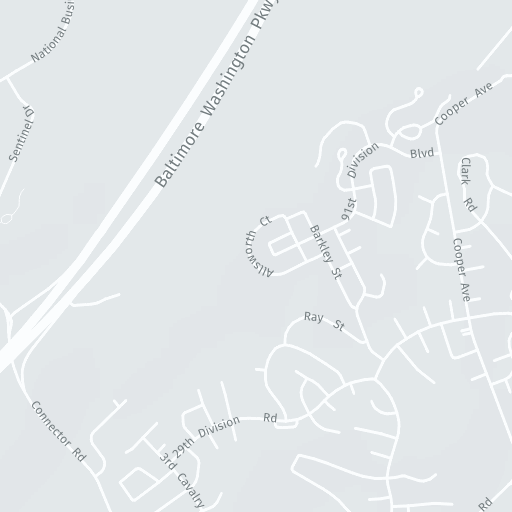 National Busi
Sentinel Dr
Baltimore Washington Pkwy
Cooper Ave
Division
Blvd
Clark Rd
91st
Allsworth Ct
Barkley St
Cooper Ave
Ray St
29th Division Rd
Connector Rd
3rd Cavalry
Rd